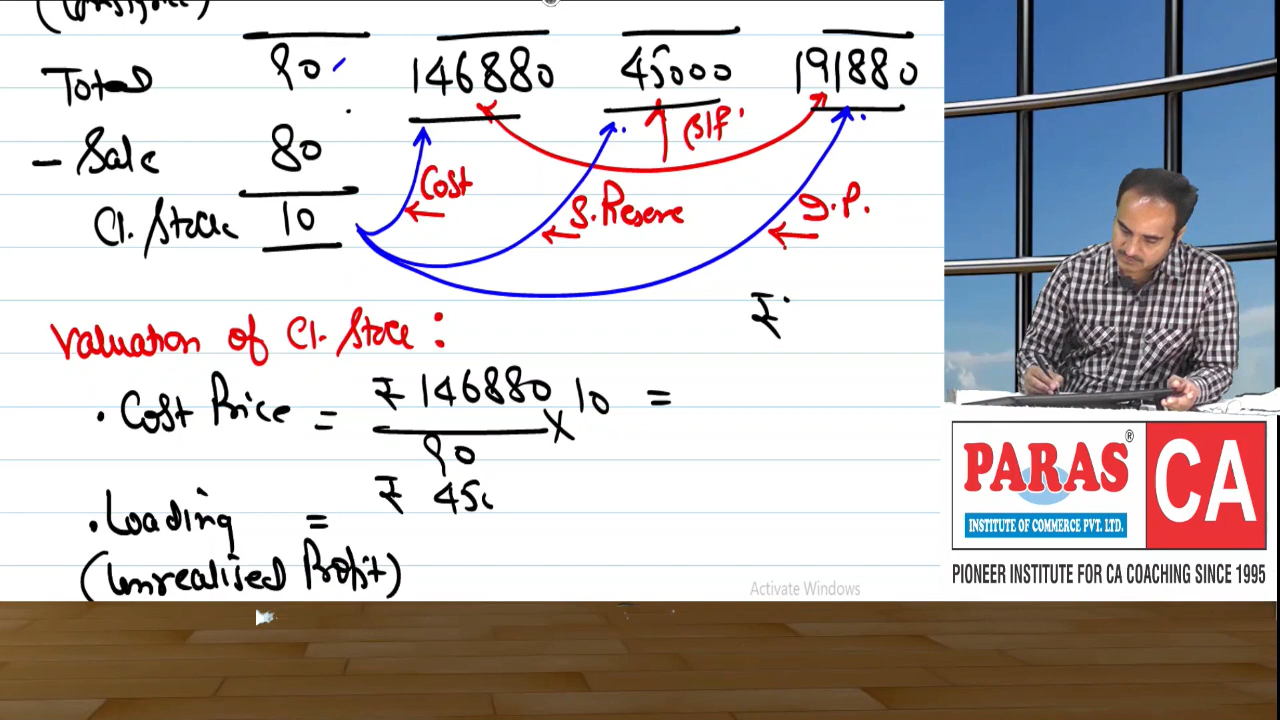 (Consignee)
Total 90 146880 45000 191880
B/f
- Sale 80
Cost S.Reserve I.P.
Cl. Stock 10
₹
Valuation of Cl. Stock :
• Cost Price = ₹ 146880 × 10 =
90
• Loading = ₹ 450
(Unrealised Profit)
Activate Windows
PARAS®
INSTITUTE OF COMMERCE PVT. LTD.
CA
PIONEER INSTITUTE FOR CA COACHING SINCE 1995